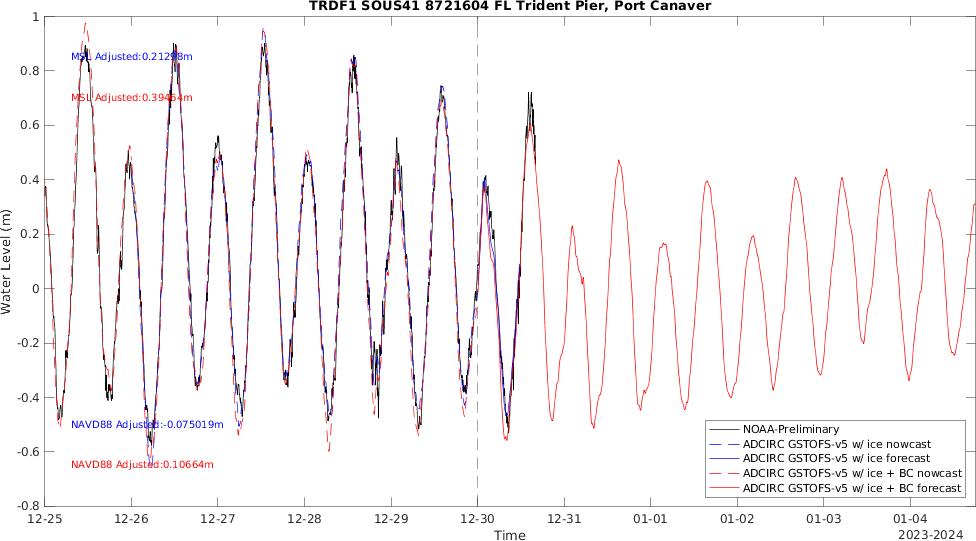 TRDF1 SOUS41 8721604 FL Trident Pier, Port Canaver
1
0.8
0.6
0.4
0.2
0
-0.2
-0.4
-0.6
-0.8
Water Level (m)
MSL Adjusted:0.21298m
MSL Adjusted:0.39454m
NAVD88 Adjusted:-0.075019m
NAVD88 Adjusted:0.10664m
NOAA-Preliminary
ADCIRC GSTOFS-v5 w/ ice nowcast
ADCIRC GSTOFS-v5 w/ ice forecast
ADCIRC GSTOFS-v5 w/ ice + BC nowcast
ADCIRC GSTOFS-v5 w/ ice + BC forecast
12-25 12-26 12-27 12-28 12-29 12-30 12-31 01-01 01-02 01-03 01-04
Time
2023-2024